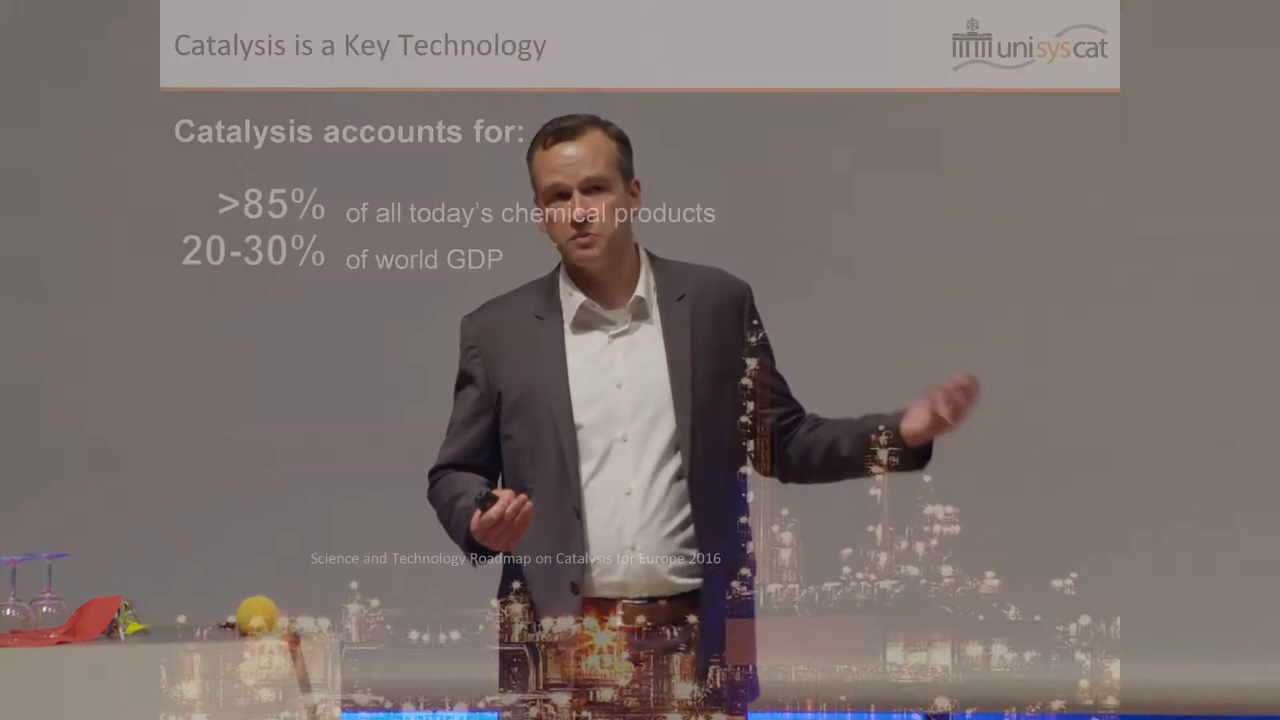 Catalysis is a Key Technology
unisyscat
Catalysis accounts for:
>85% of all today's chemical products
20-30% of world GDP
Science and Technology Roadmap on Catalysis for Europe 2016